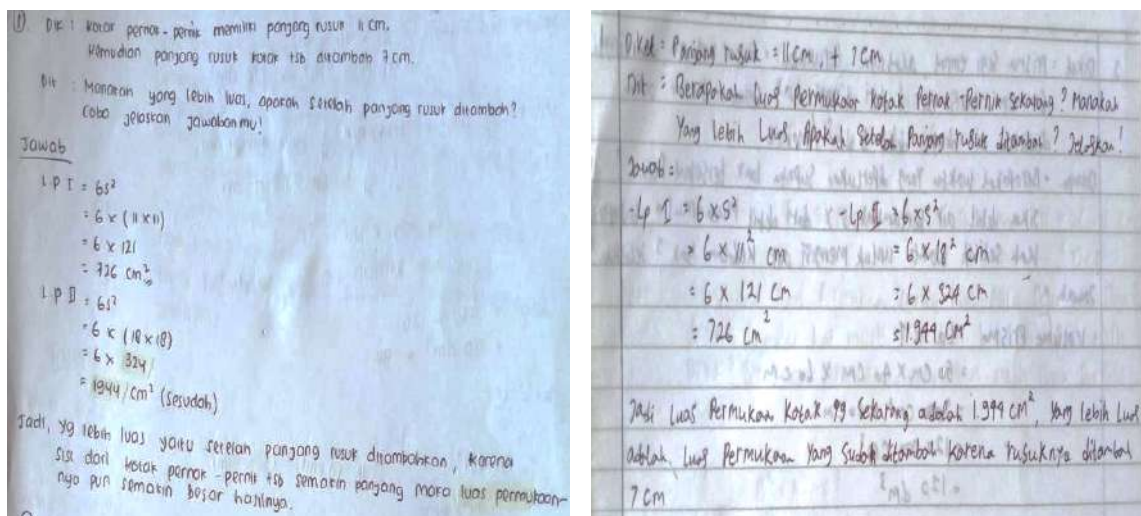 ①. Dik : Kotak pernak-pernik memiliki panjang rusuk 11 cm.
Kemudian panjang rusuk kotak tsb ditambah 7 cm.
Dit : Manakah yang lebih luas, apakah setelah panjang rusuk ditambah?
Coba jelaskan jawabanmu!
Jawab
LP I = 6s²
= 6 x (11 x 11)
= 6 x 121
= 726 cm²
LP II = 6s²
= 6 x (18 x 18)
= 6 x 324
= 1944 cm² (sesudah)
Jadi, yg lebih luas yaitu setelah panjang rusuk ditambahkan, karena
sisi dari kotak pernak-pernik tsb semakin panjang maka luas permukaan-
nya pun semakin besar hasilnya.
1. Diket = Panjang rusuk = 11 cm, + 7 cm
Dit : Berapakah luas Permukaan kotak Pernak-Pernik sekarang? Manakah
Yang lebih Luas Apakah Setelah Panjang rusuk ditambah? Jelaskan!
Jawab =
-Lp I = 6 x s² -Lp II = 6 x s²
= 6 x 11² cm = 6 x 18² cm
= 6 x 121 cm = 6 x 324 cm
= 726 cm² = 1.944 cm²
Jadi Luas Permukaan Kotak yg Sekarang adalah 1.944 cm², yang lebih Luas
adalah Luas Permukaan Yang Sudah ditambah karena rusuknya ditambah
7 cm